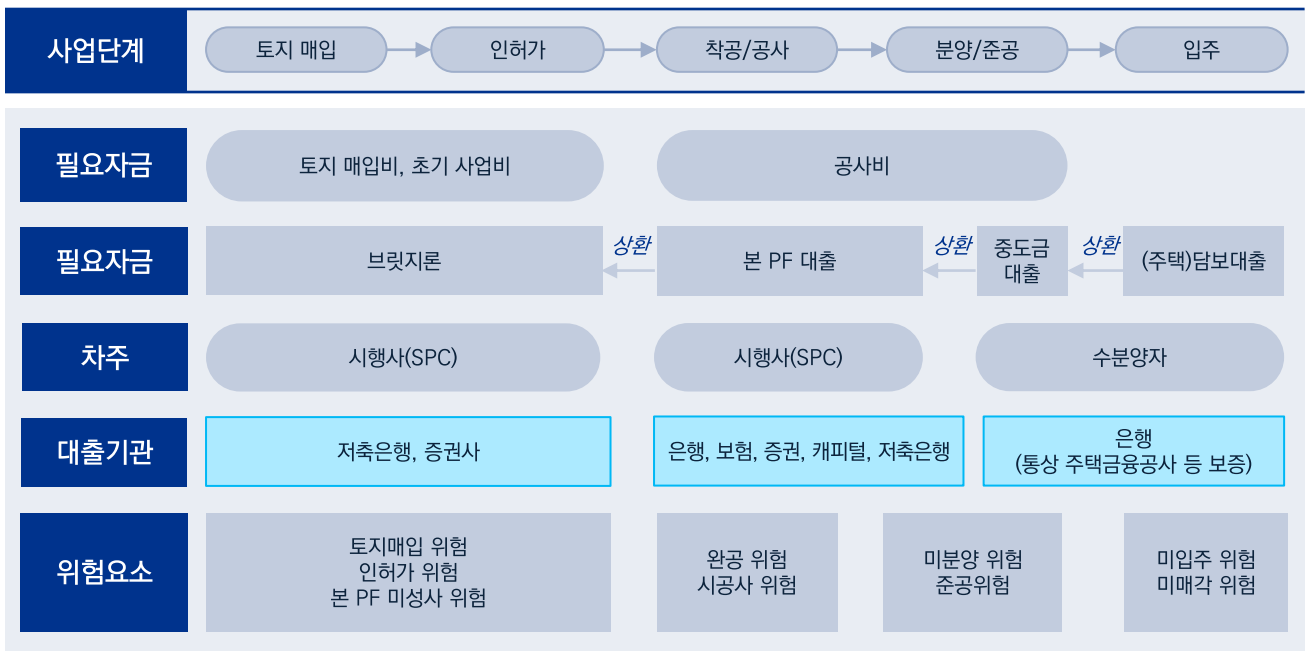 사업단계
토지 매입
인허가
착공/공사
분양/준공
입주
필요자금
토지 매입비, 초기 사업비
공사비
필요자금
브릿지론
상환
본 PF 대출
상환
중도금
대출
상환
(주택)담보대출
차주
시행사(SPC)
시행사(SPC)
수분양자
대출기관
저축은행, 증권사
은행, 보험, 증권, 캐피털, 저축은행
은행
(통상 주택금융공사 등 보증)
위험요소
토지매입 위험
인허가 위험
본 PF 미성사 위험
완공 위험
시공사 위험
미분양 위험
준공위험
미입주 위험
미매각 위험